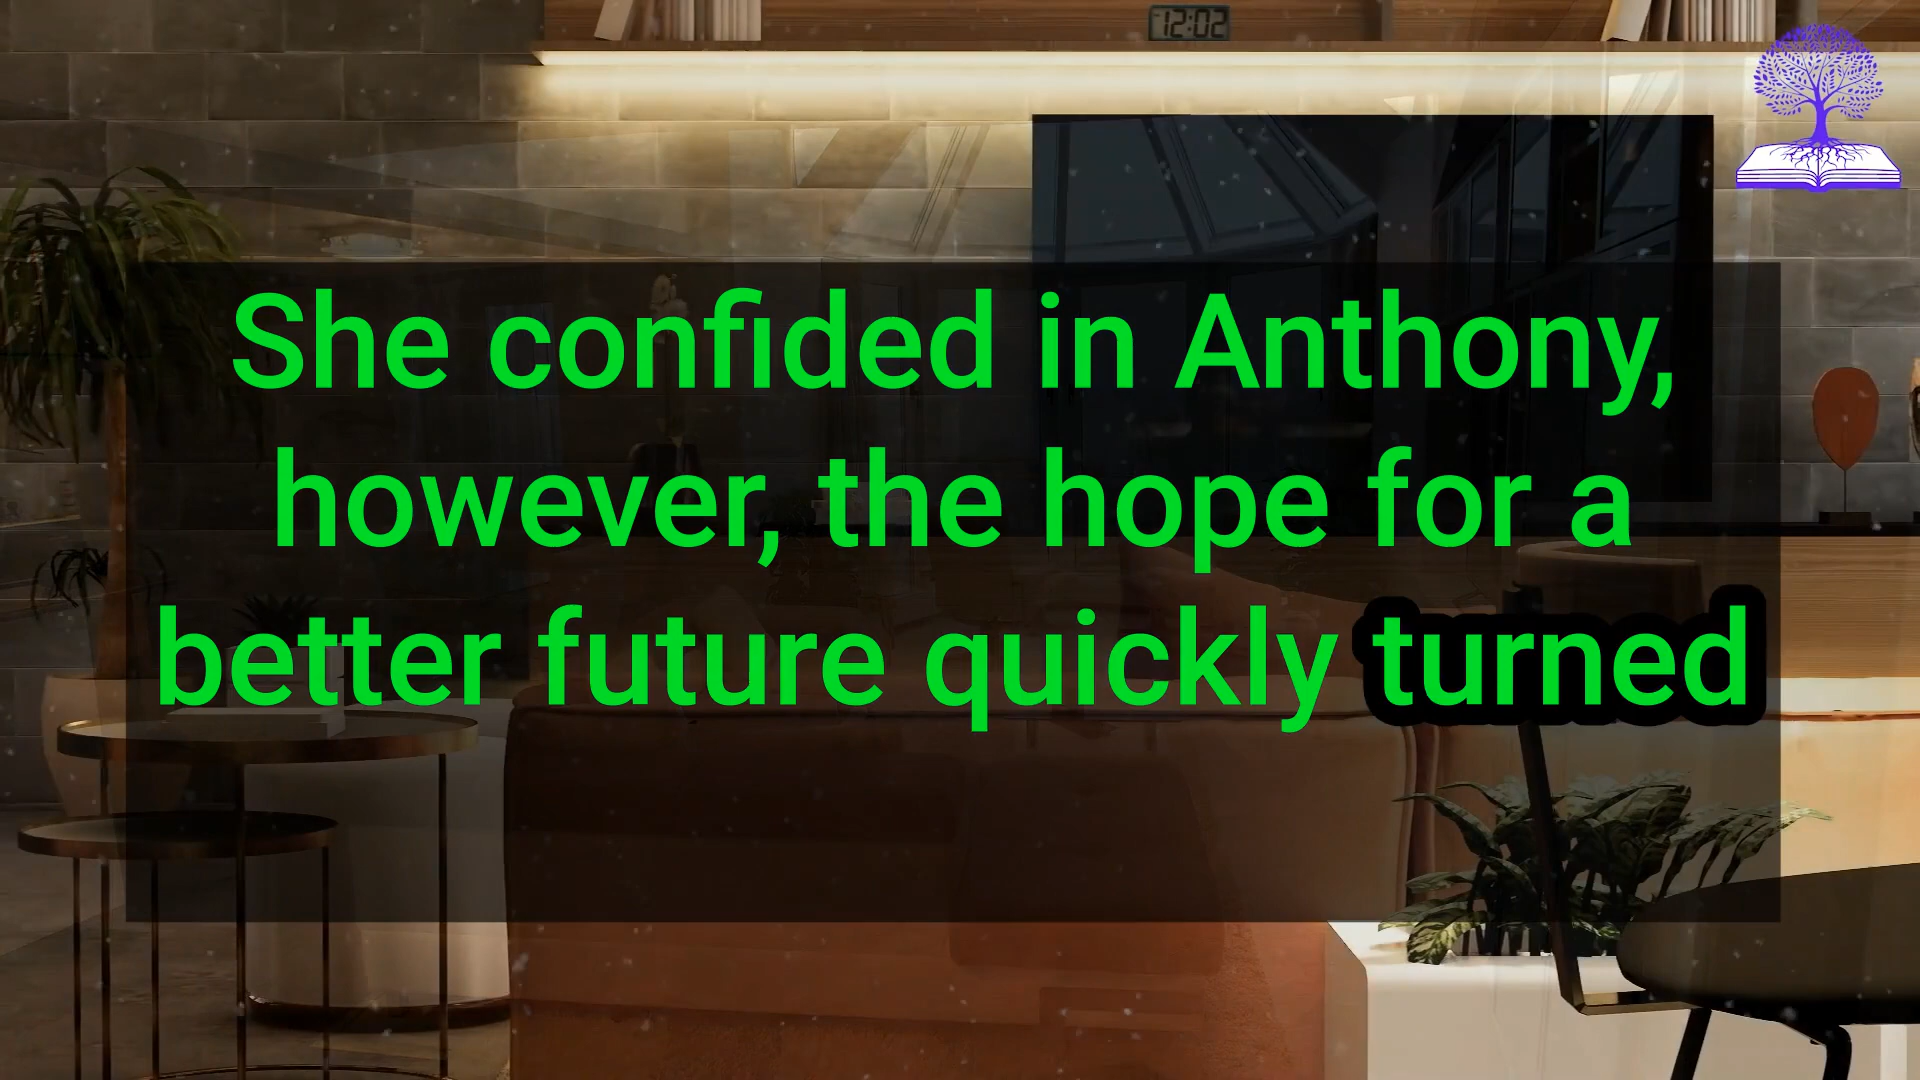 12:02
She confided in Anthony,
however, the hope for a
better future quickly turned